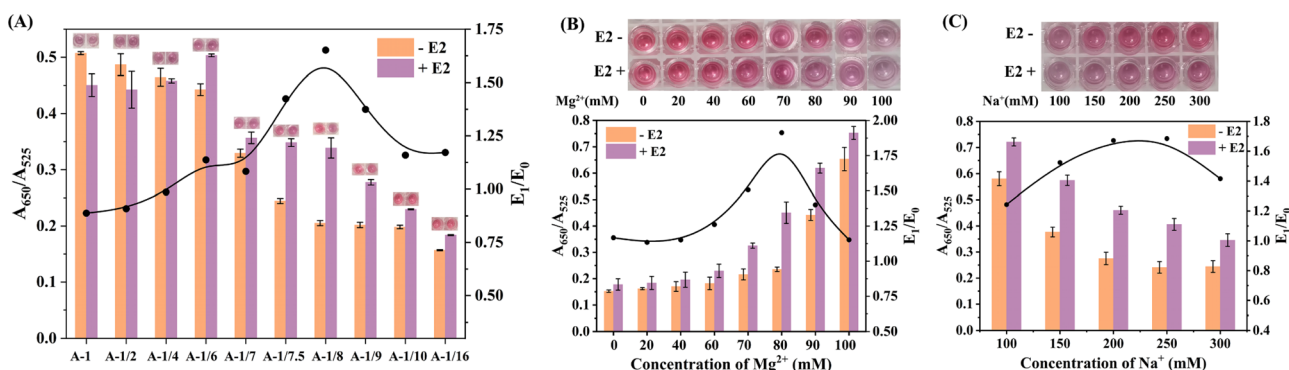 (A)
A650/A525
0.5
0.4
0.3
0.2
0.1
0.0
- E2
+ E2
1.75
1.50
1.25
1.00
0.75
0.50
E1/E0
A-1 A-1/2 A-1/4 A-1/6 A-1/7 A-1/7.5 A-1/8 A-1/9 A-1/10 A-1/16
(B)
E2 -
E2 +
Mg2+(mM) 0 20 40 60 70 80 90 100
A650/A525
0.8
0.7
0.6
0.5
0.4
0.3
0.2
0.1
0.0
- E2
+ E2
2.00
1.75
1.50
1.25
1.00
0.75
0.50
E1/E0
0 20 40 60 70 80 90 100
Concentration of Mg2+ (mM)
(C)
E2 -
E2 +
Na+(mM) 100 150 200 250 300
A650/A525
0.8
0.7
0.6
0.5
0.4
0.3
0.2
0.1
0.0
- E2
+ E2
1.8
1.6
1.4
1.2
1.0
0.8
0.6
0.4
E1/E0
100 150 200 250 300
Concentration of Na+ (mM)